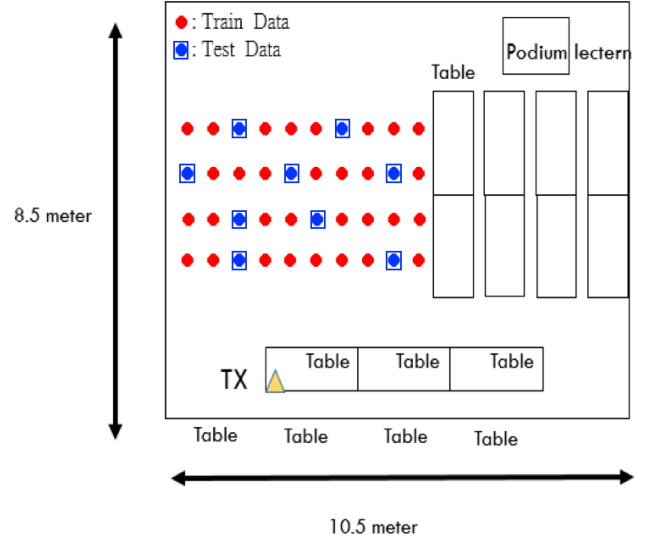 : Train Data
: Test Data
Podium lectern
Table
8.5 meter
Table Table Table
TX
Table Table Table Table
10.5 meter